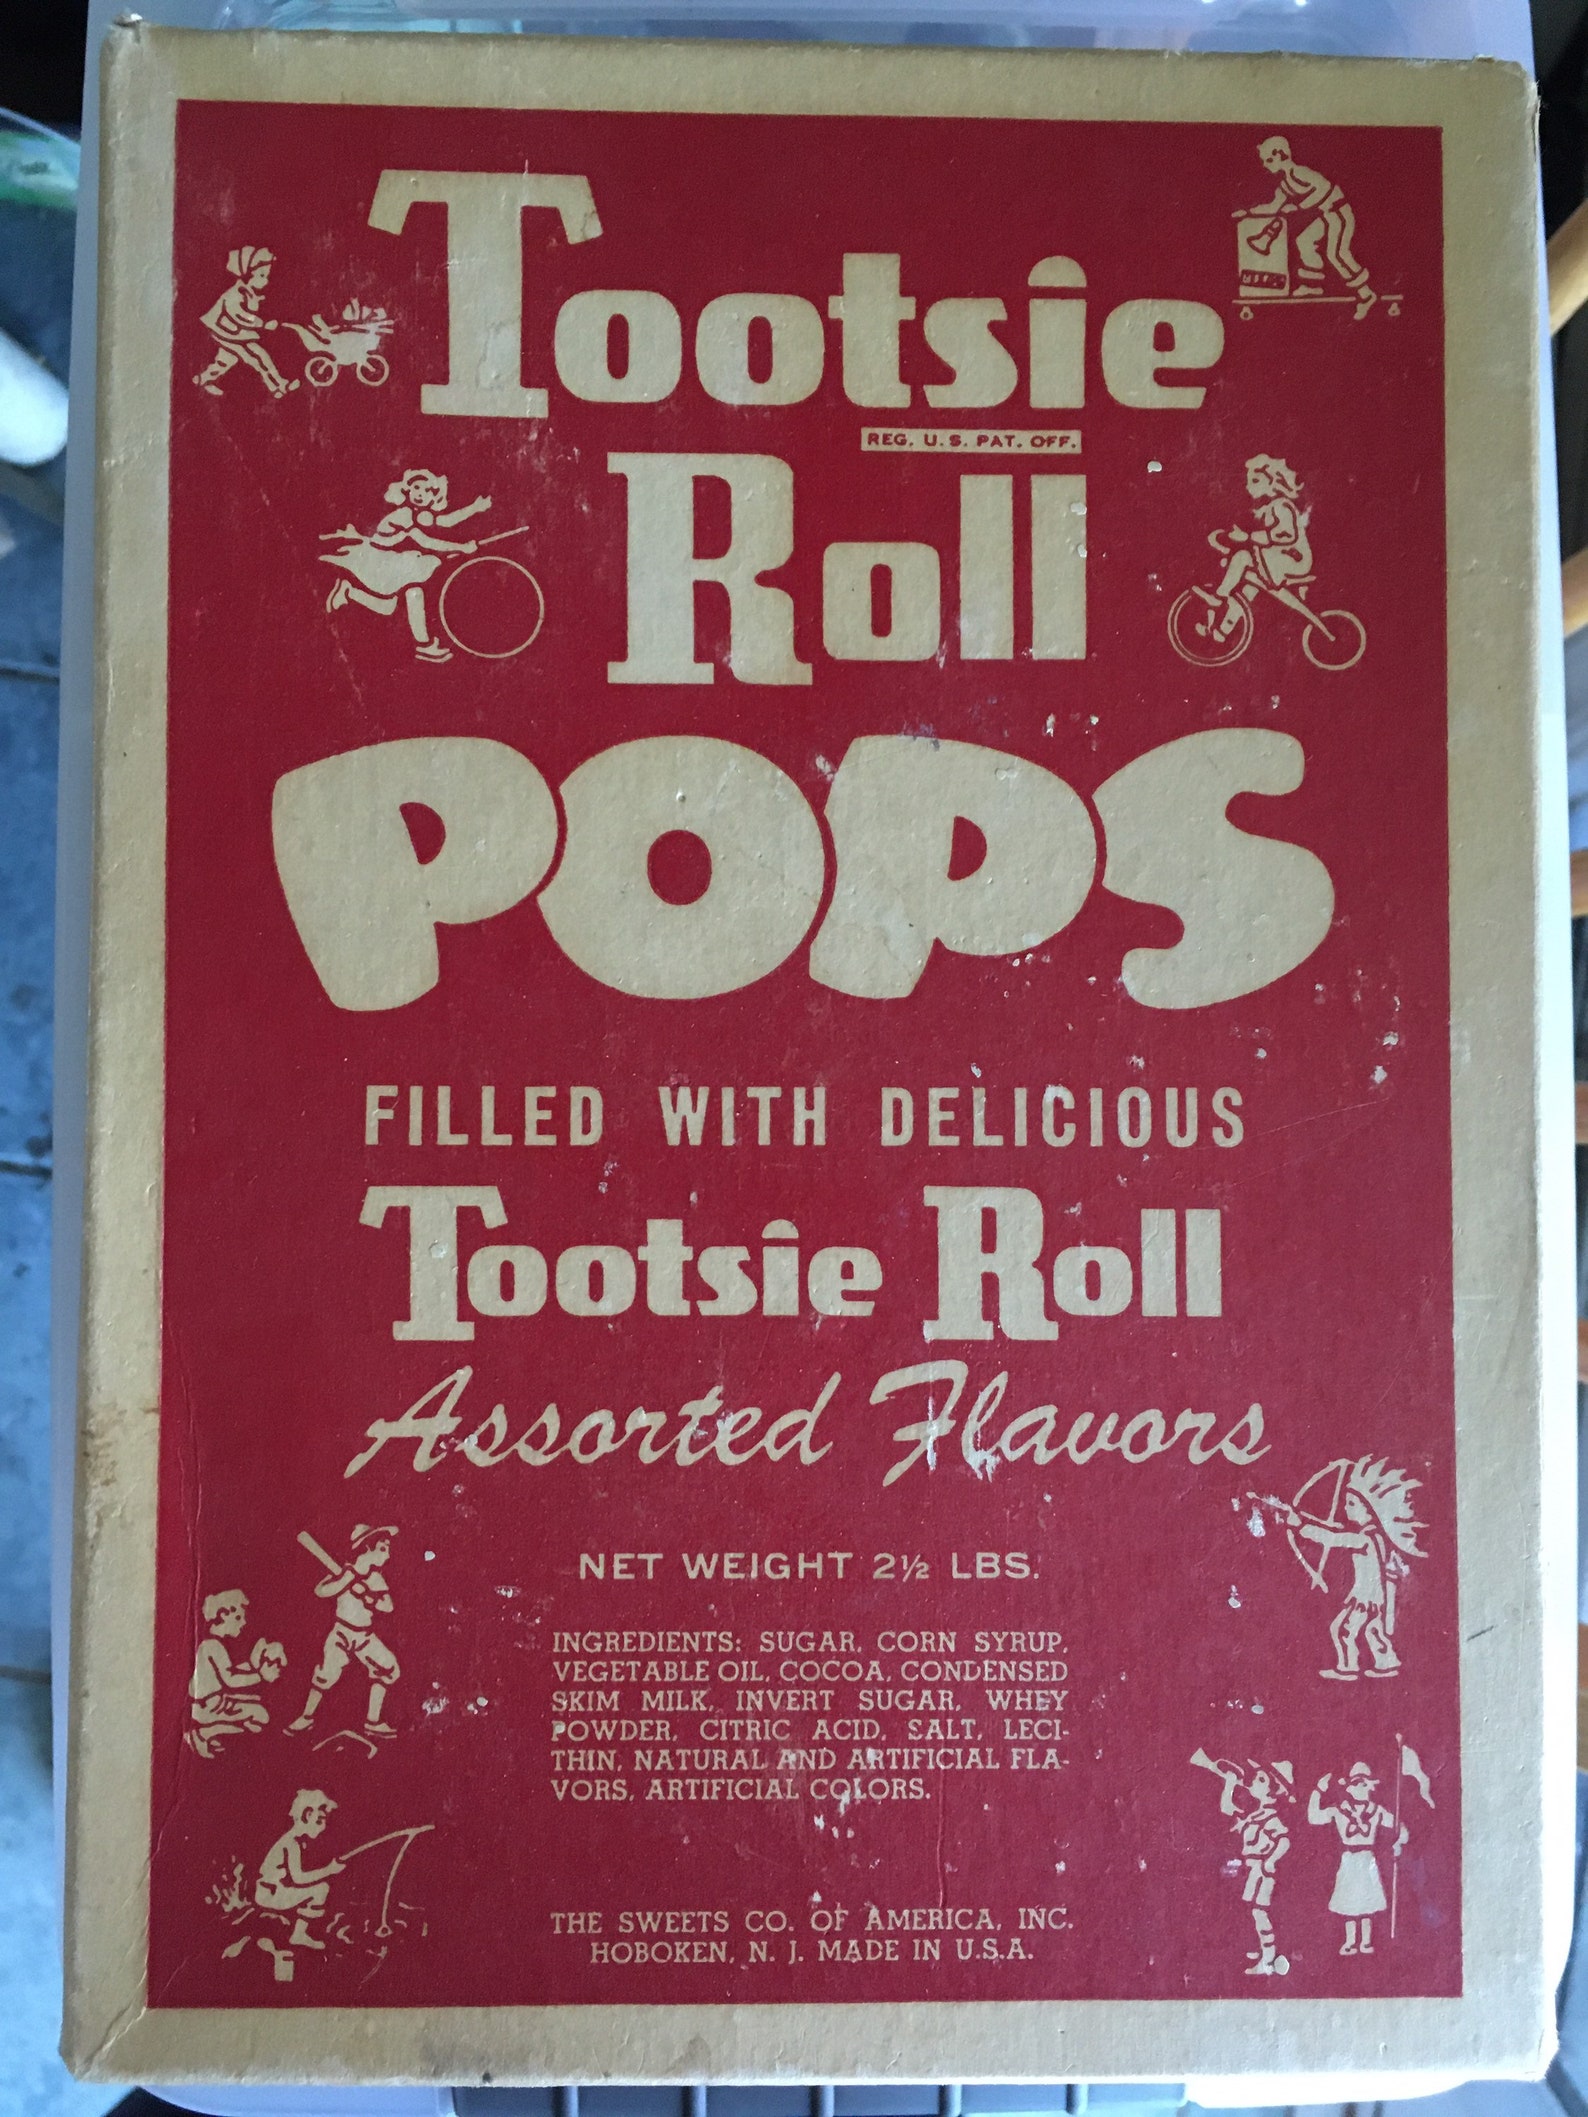 Tootsie
REG. U.S. PAT. OFF.
Roll
POPS
FILLED WITH DELICIOUS
Tootsie Roll
Assorted Flavors
NET WEIGHT 2½ LBS.
INGREDIENTS: SUGAR, CORN SYRUP,
VEGETABLE OIL, COCOA, CONDENSED
SKIM MILK, INVERT SUGAR, WHEY
POWDER, CITRIC ACID, SALT, LECI-
THIN, NATURAL AND ARTIFICIAL FLA-
VORS, ARTIFICIAL COLORS.
THE SWEETS CO. OF AMERICA, INC.
HOBOKEN, N. J. MADE IN U.S.A.